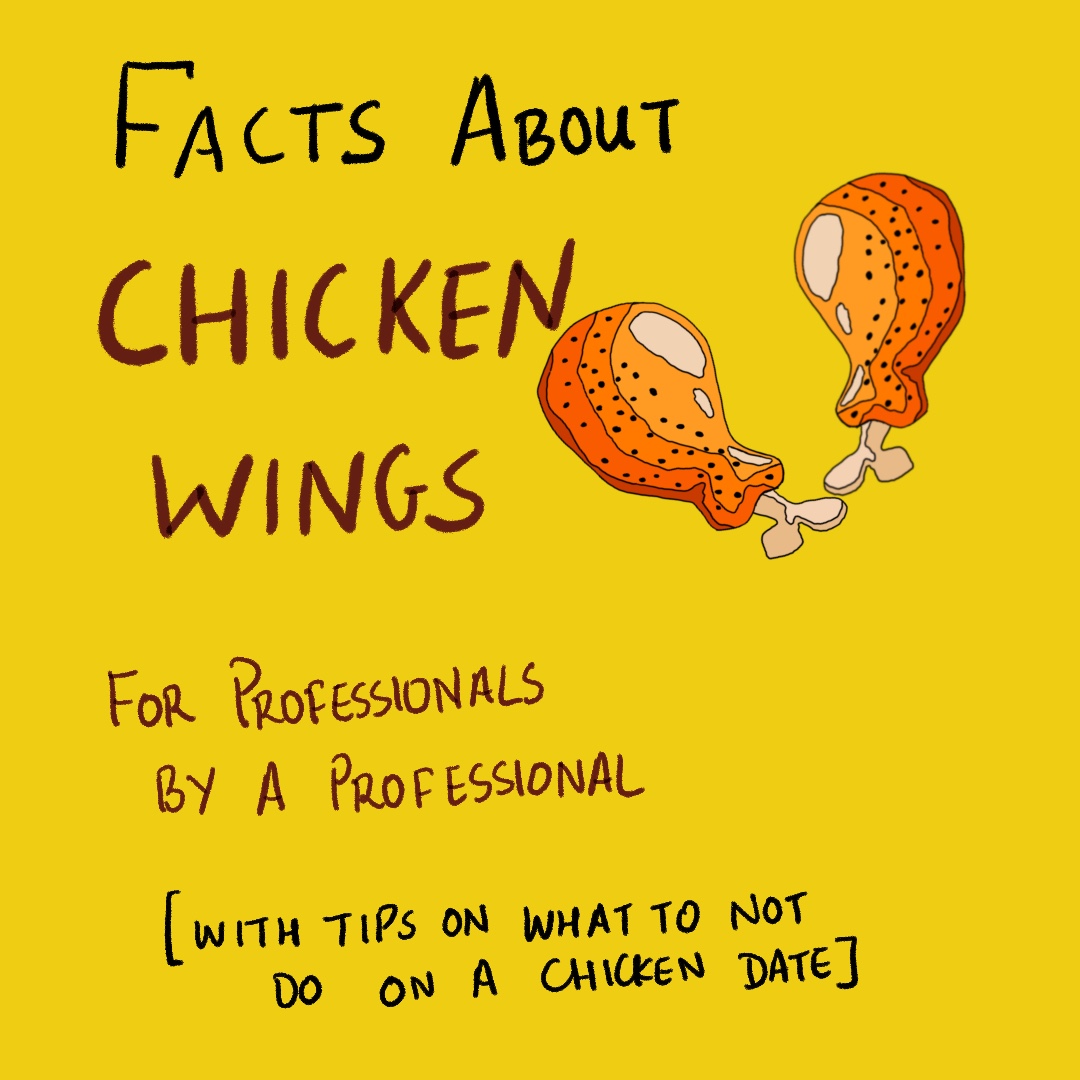 FACTS ABOUT
CHICKEN
WINGS
FOR PROFESSIONALS
BY A PROFESSIONAL
[WITH TIPS ON WHAT TO NOT
DO ON A CHICKEN DATE]